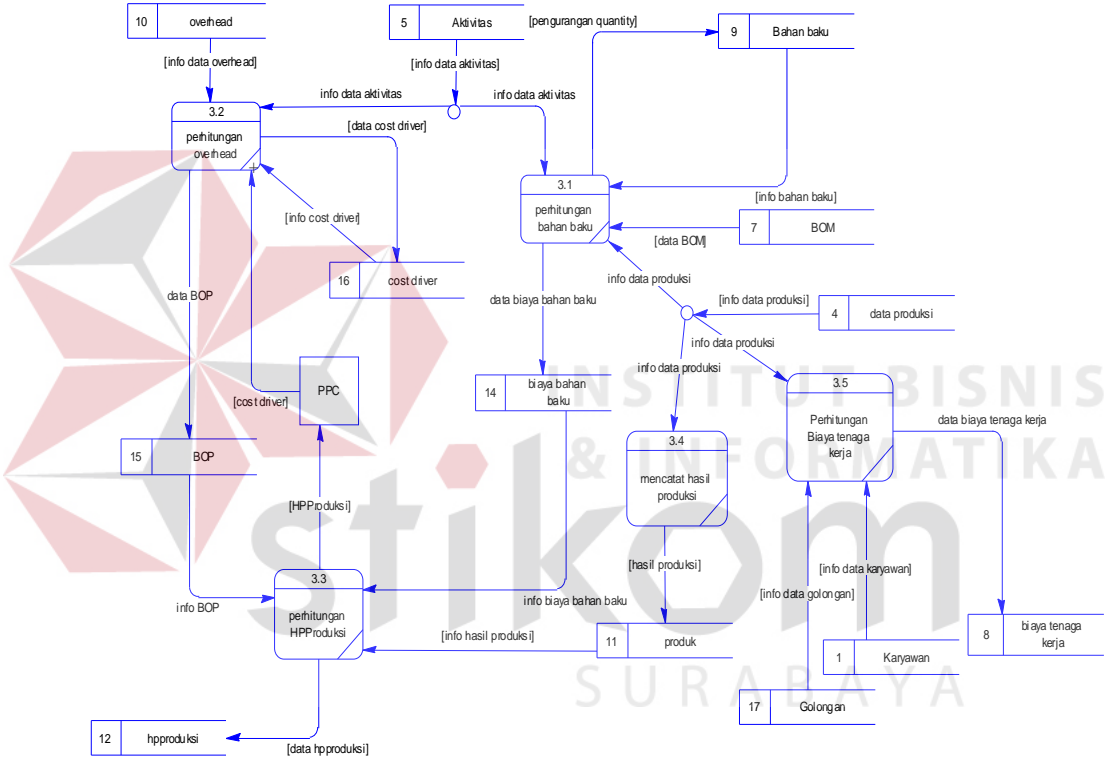 10 overhead
5 Aktivitas
[pengurangan quantity]
9 Bahan baku
[info data overhead]
[info data aktivitas]
info data aktivitas
info data aktivitas
3.2
perhitungan
overhead
[data cost driver]
3.1
perhitungan
bahan baku
[info bahan baku]
[info cost driver]
7 BOM
[data BOM]
16 cost driver
info data produksi
data BOP
data biaya bahan baku
[info data produksi]
4 data produksi
info data produksi
info data produksi
PPC
[cost driver]
14 biaya bahan
baku
3.5
Perhitungan
Biaya tenaga
kerja
data biaya tenaga kerja
INSTITUT BISNIS
& INFORMATIKA
15 BOP
3.4
mencatat hasil
produksi
[HPProduksi]
stikom
[hasil produksi]
[info data karyawan]
[info data golongan]
3.3
perhitungan
HPProduksi
info BOP
info biaya bahan baku
[info hasil produksi]
11 produk
8 biaya tenaga
kerja
1 Karyawan
SURABAYA
17 Golongan
12 hpproduksi
[data hpproduksi]